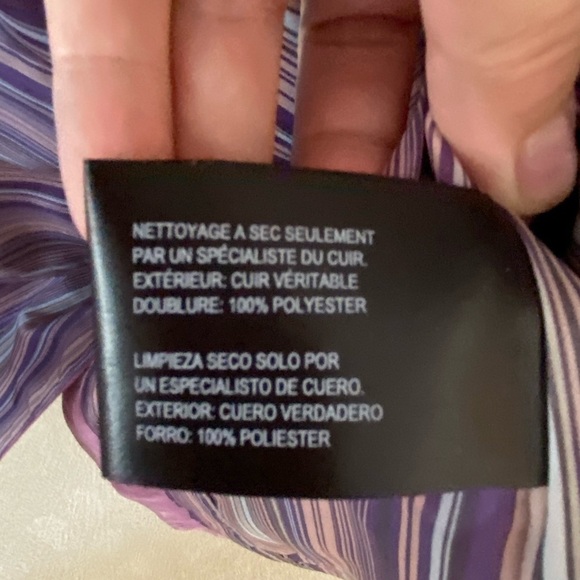 NETTOYAGE A SEC SEULEMENT
PAR UN SPÉCIALISTE DU CUIR.
EXTÉRIEUR: CUIR VÉRITABLE
DOUBLURE: 100% POLYESTER
LIMPIEZA SECO SOLO POR
UN ESPECIALISTO DE CUERO.
EXTERIOR: CUERO VERDADERO
FORRO: 100% POLIESTER